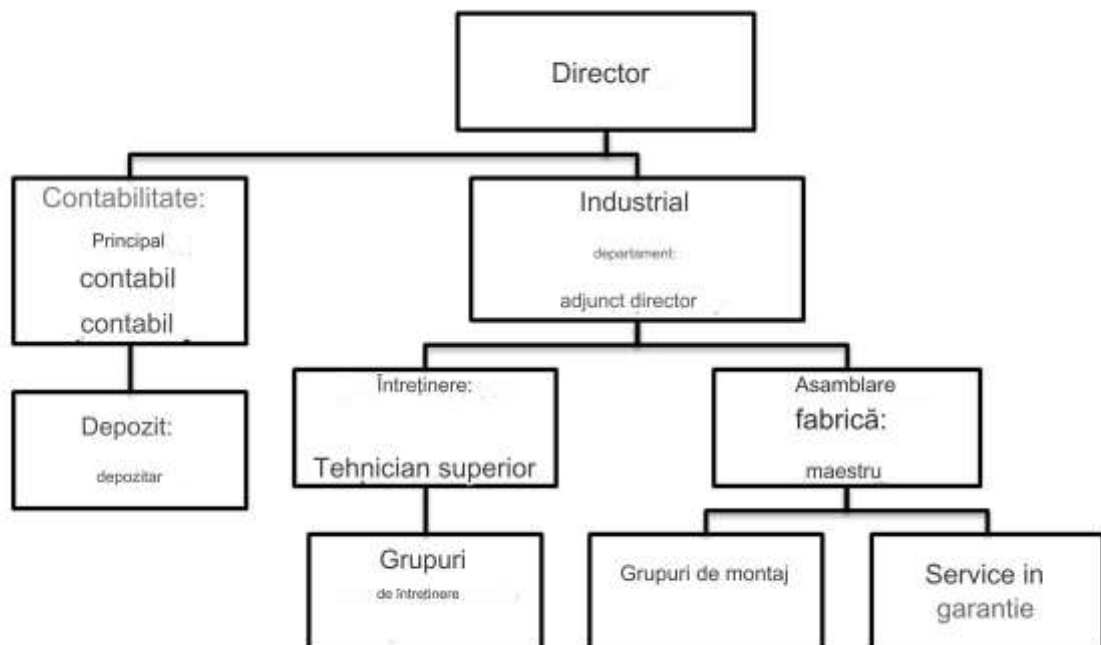 Director
Contabilitate:
Principal
contabil
contabil
Industrial
departament:
adjunct director
Depozit:
depozitar
Întreținere:
Tehnician superior
Asamblare
fabrică:
maestru
Grupuri
de întreținere
Grupuri de montaj
Service in
garantie